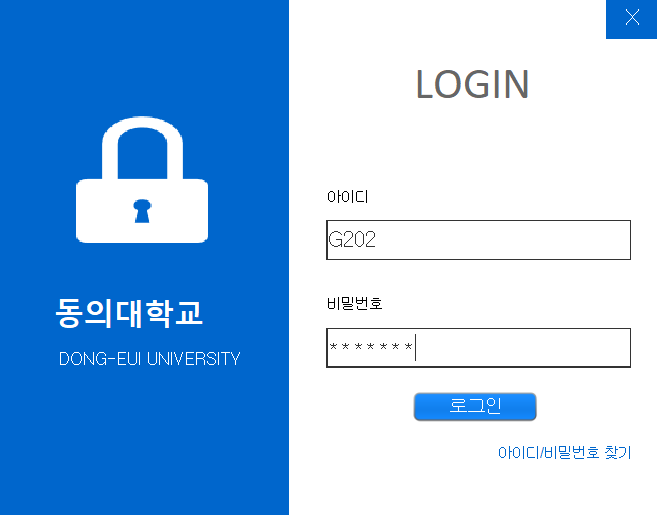 X
LOGIN
아이디
G202
비밀번호
*******
로그인
아이디/비밀번호 찾기
동의대학교
DONG-EUI UNIVERSITY